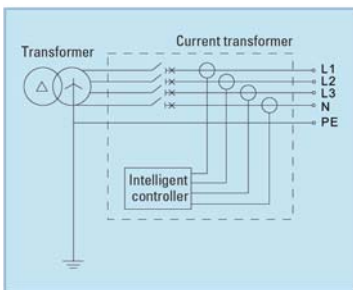 Current transformer
Transformer
L1
L2
L3
N
PE
Intelligent
controller